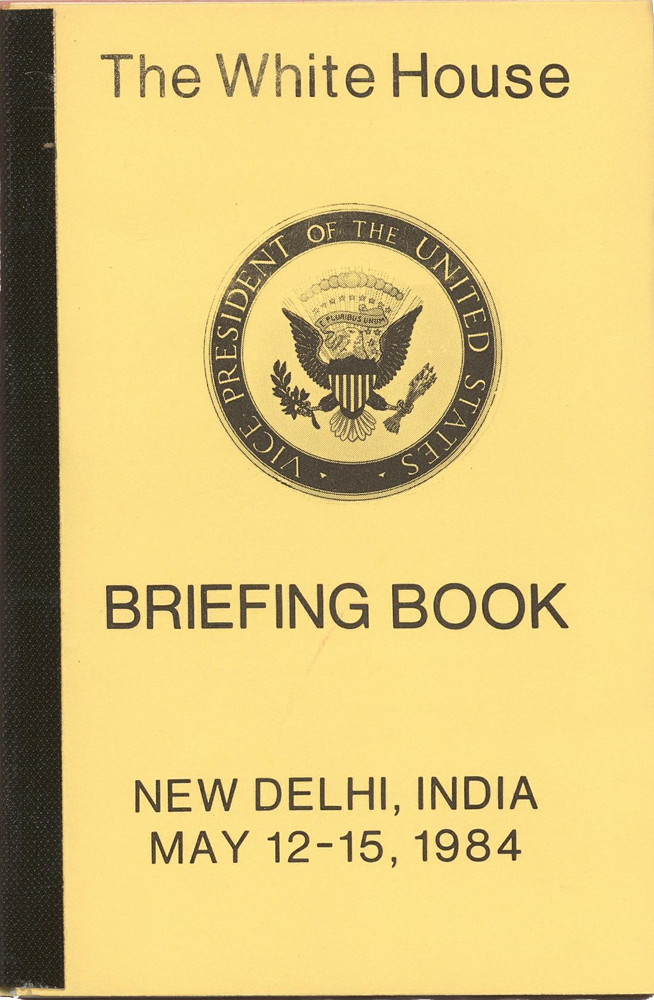 The White House
VICE PRESIDENT OF THE UNITED STATES
E PLURIBUS UNUM
BRIEFING BOOK
NEW DELHI, INDIA
MAY 12-15, 1984